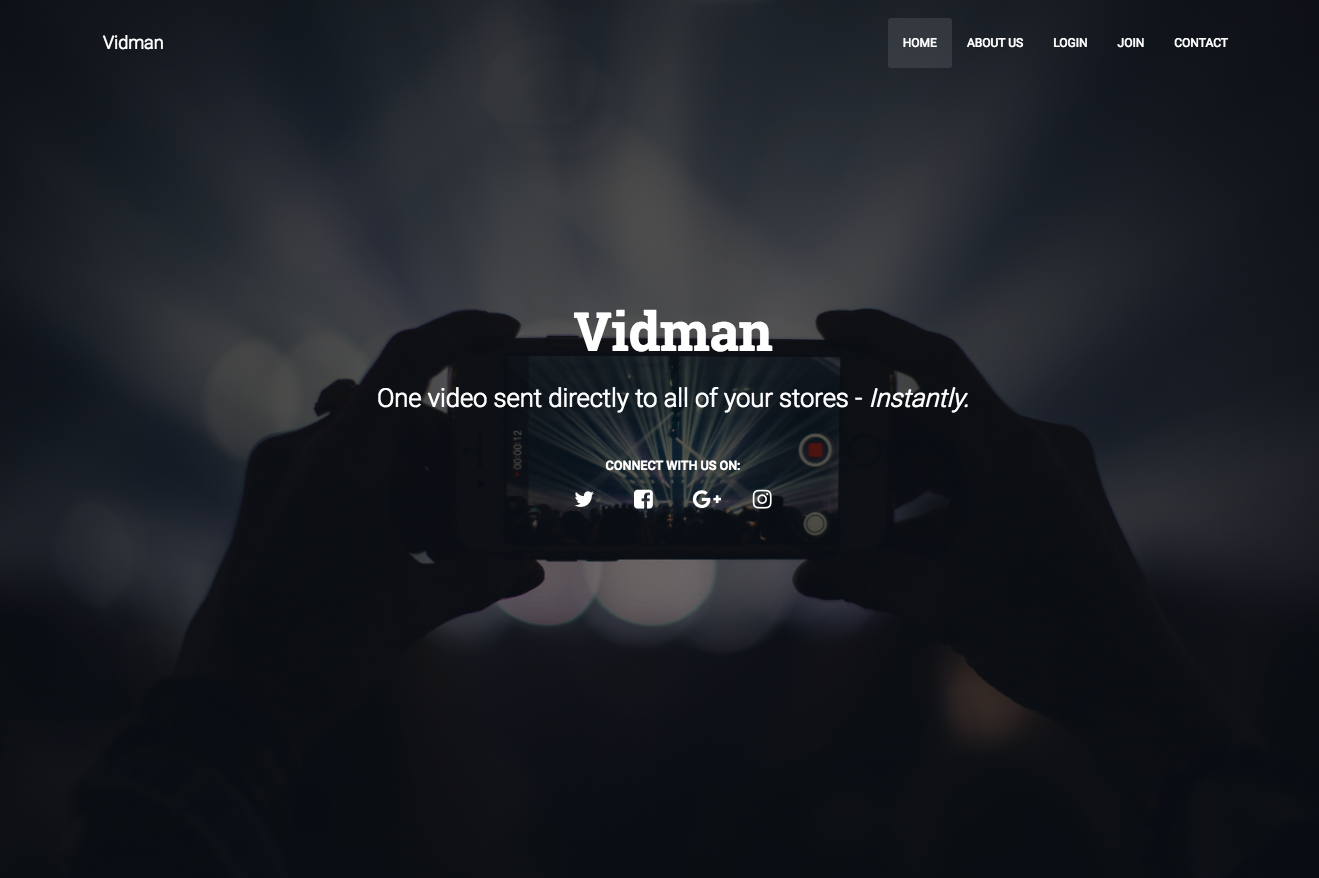 Vidman
HOME ABOUT US LOGIN JOIN CONTACT
Vidman
One video sent directly to all of your stores - Instantly.
00:00:12
CONNECT WITH US ON:
G+